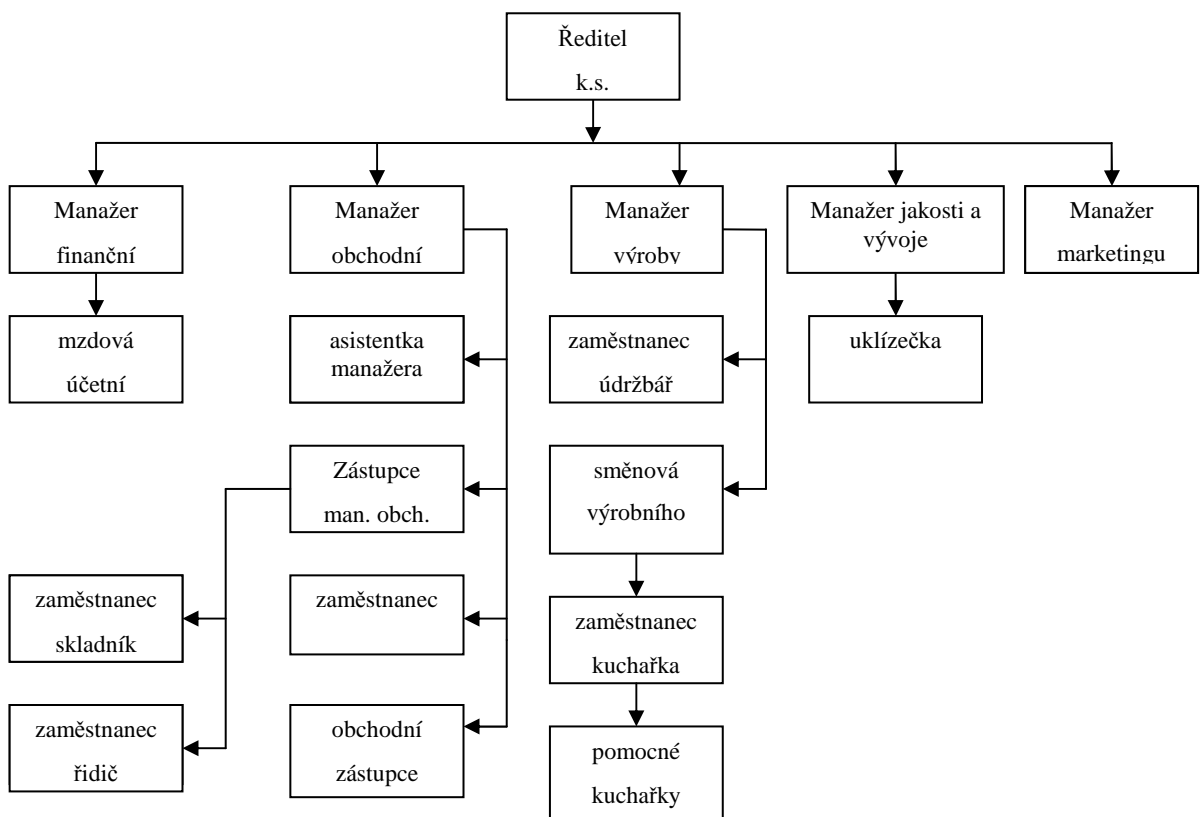 Ředitel
k.s.
Manažer
finanční
Manažer
obchodní
Manažer
výroby
Manažer jakosti a
vývoje
Manažer
marketingu
mzdová
účetní
asistentka
manažera
zaměstnanec
údržbář
uklízečka
Zástupce
man. obch.
směnová
výrobního
zaměstnanec
skladník
zaměstnanec
zaměstnanec
kuchařka
zaměstnanec
řidič
obchodní
zástupce
pomocné
kuchařky